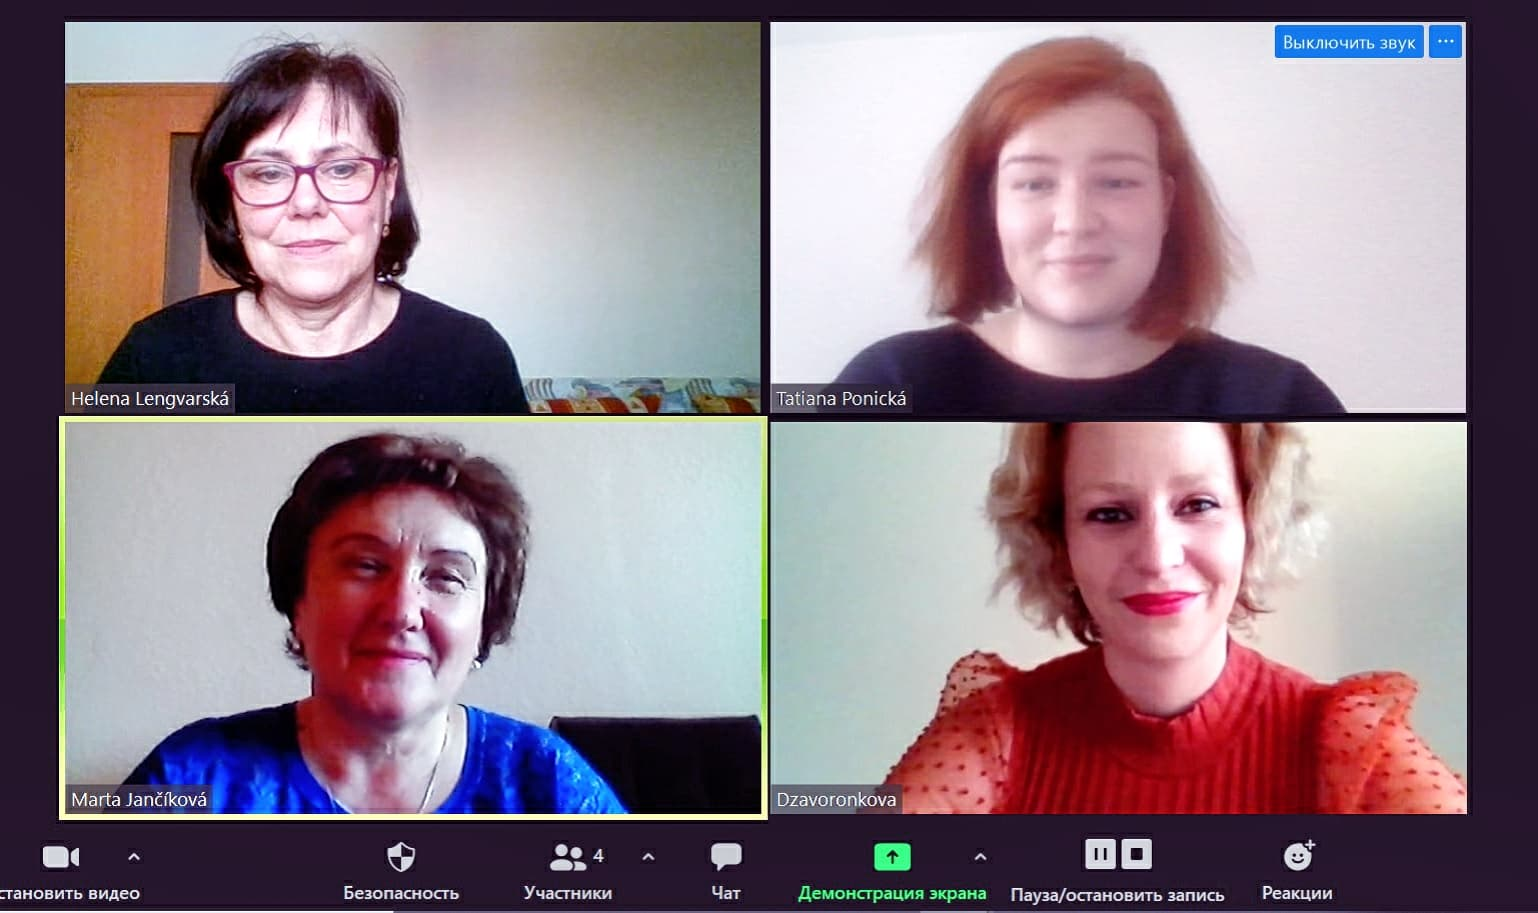 Выключить звук
Helena Lengvarská
Tatiana Ponická
Marta Jančíková
Dzavoronkova
становить видео
Безопасность
4
Участники
Чат
Демонстрация экрана
Пауза/остановить запись
Реакции